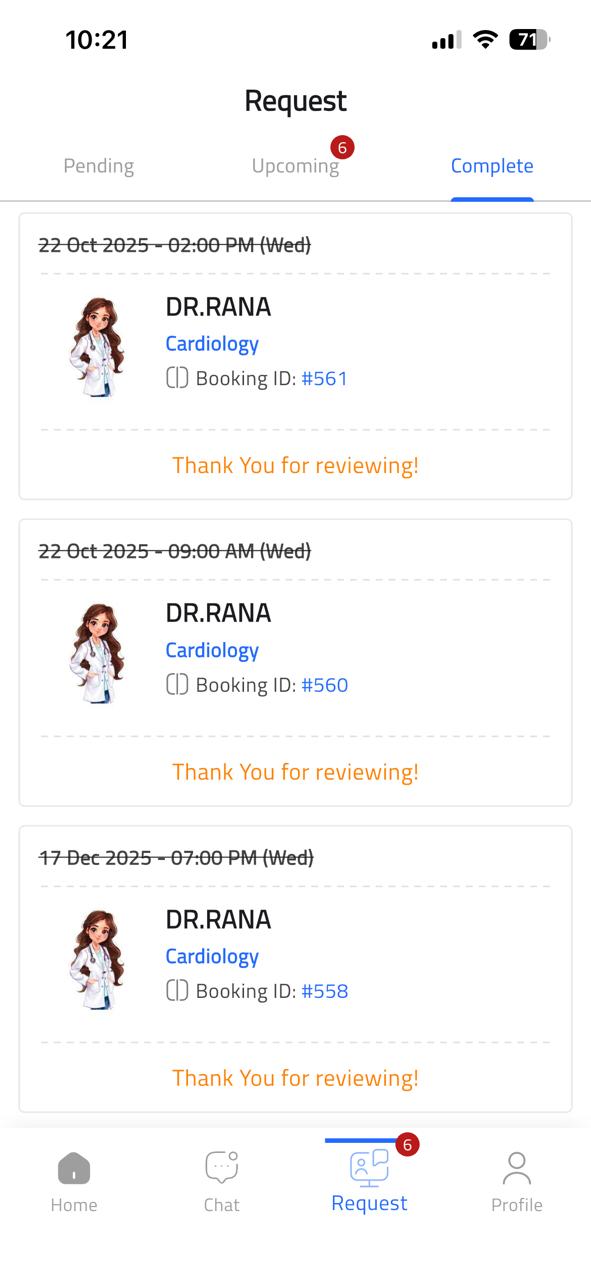 10:21
71
Request
Pending
Upcoming
6
Complete
22 Oct 2025 - 02:00 PM (Wed)
DR.RANA
Cardiology
Booking ID: #561
Thank You for reviewing!
22 Oct 2025 - 09:00 AM (Wed)
DR.RANA
Cardiology
Booking ID: #560
Thank You for reviewing!
17 Dec 2025 - 07:00 PM (Wed)
DR.RANA
Cardiology
Booking ID: #558
Thank You for reviewing!
6
Home
Chat
Request
Profile